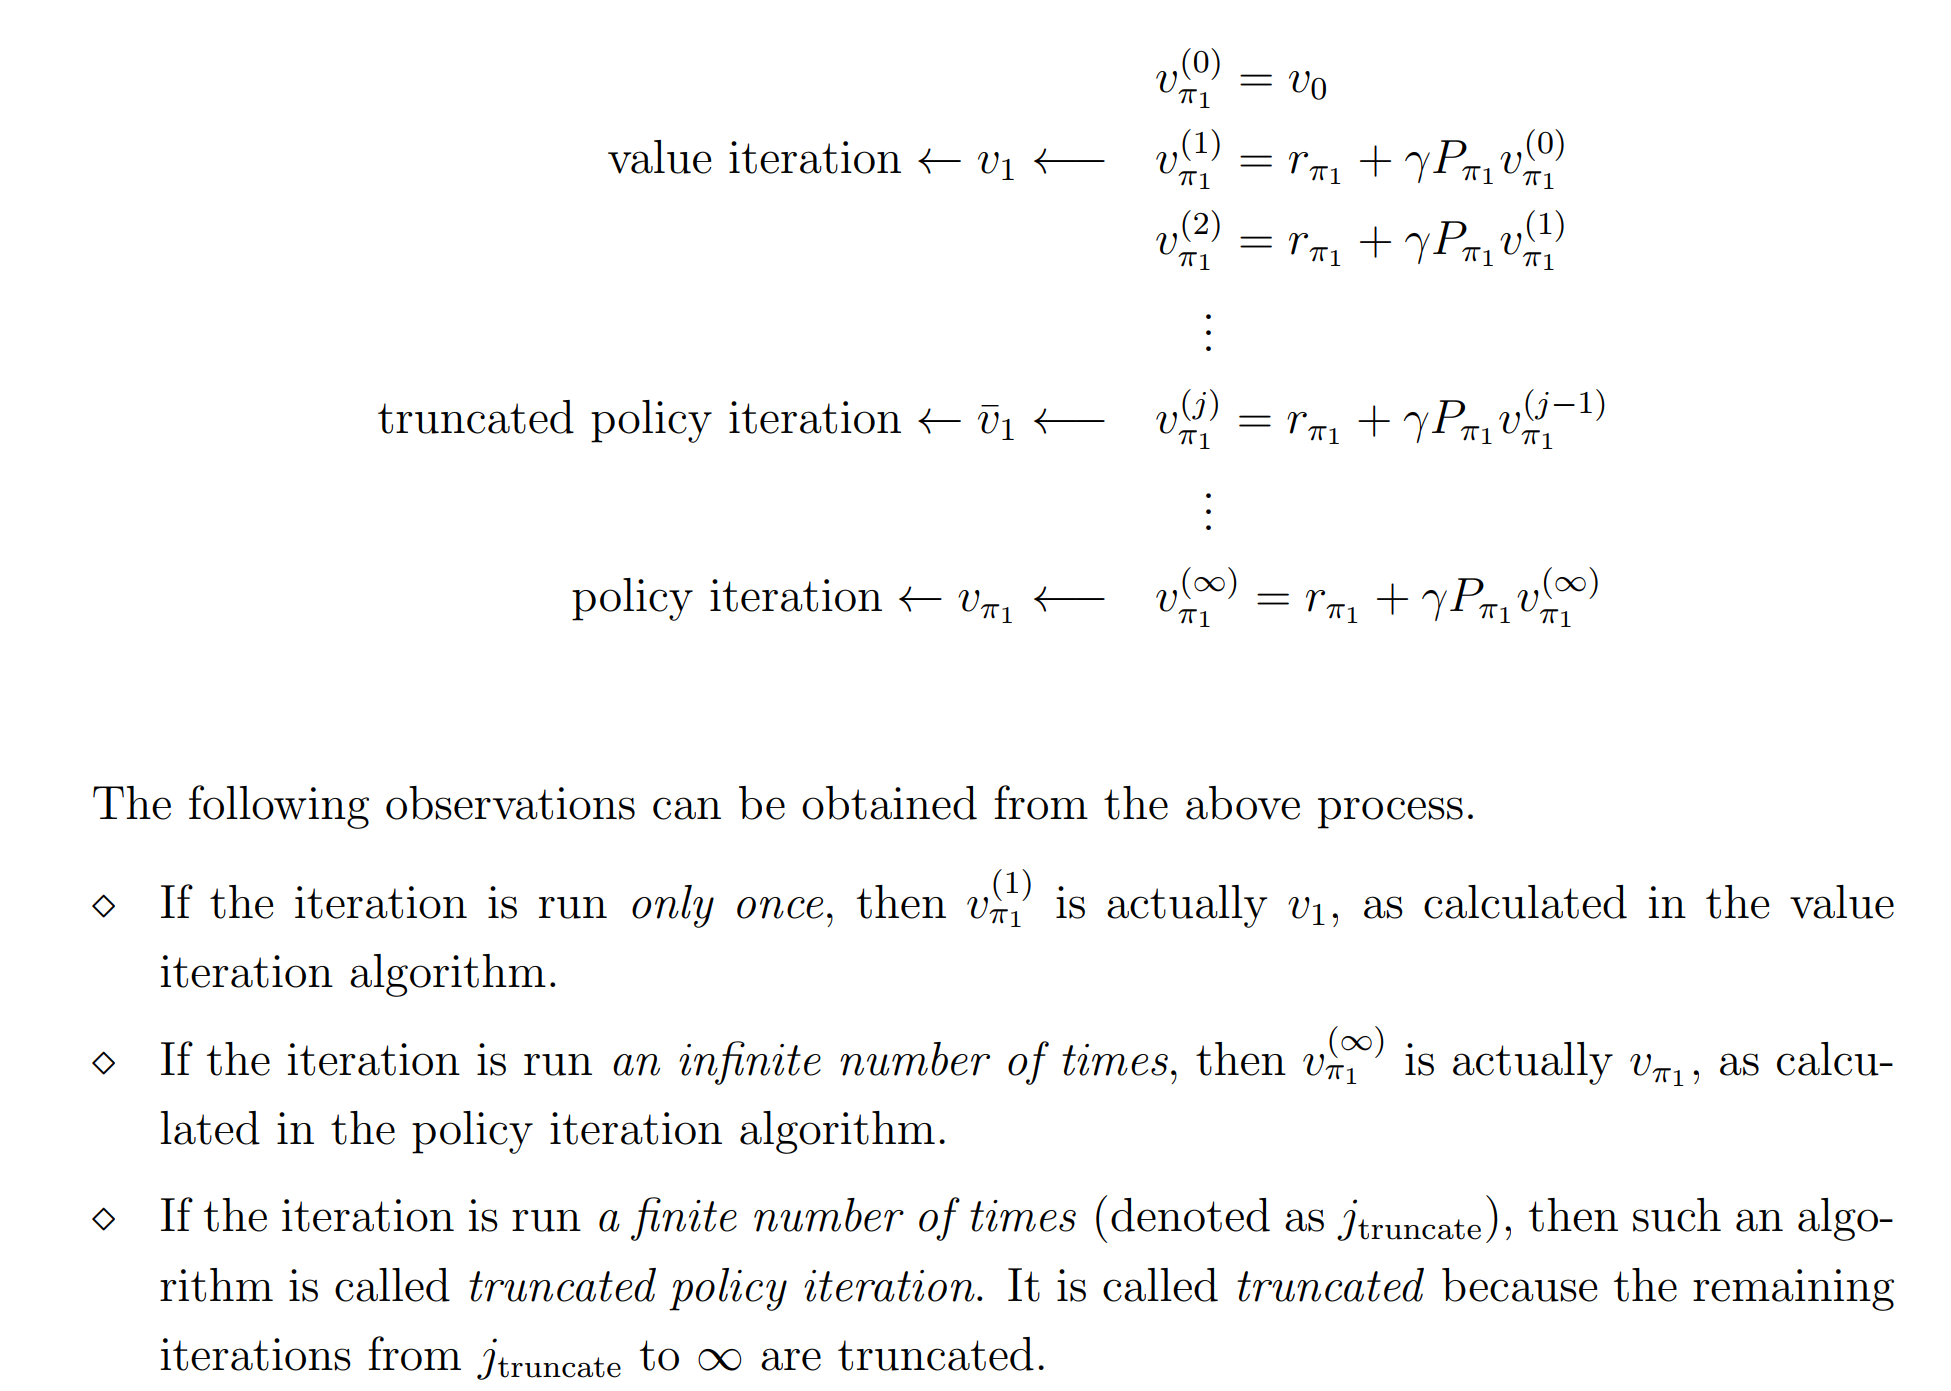 $v_{\pi_1}^{(0)} = v_0$
value iteration $\leftarrow v_1 \longleftarrow v_{\pi_1}^{(1)} = r_{\pi_1} + \gamma P_{\pi_1} v_{\pi_1}^{(0)}$
$v_{\pi_1}^{(2)} = r_{\pi_1} + \gamma P_{\pi_1} v_{\pi_1}^{(1)}$
$\vdots$
truncated policy iteration $\leftarrow \bar{v}_1 \longleftarrow v_{\pi_1}^{(j)} = r_{\pi_1} + \gamma P_{\pi_1} v_{\pi_1}^{(j-1)}$
$\vdots$
policy iteration $\leftarrow v_{\pi_1} \longleftarrow v_{\pi_1}^{(\infty)} = r_{\pi_1} + \gamma P_{\pi_1} v_{\pi_1}^{(\infty)}$
The following observations can be obtained from the above process.
⋄ If the iteration is run only once, then $v_{\pi_1}^{(1)}$ is actually $v_1$, as calculated in the value
iteration algorithm.
⋄ If the iteration is run an infinite number of times, then $v_{\pi_1}^{(\infty)}$ is actually $v_{\pi_1}$, as calcu-
lated in the policy iteration algorithm.
⋄ If the iteration is run a finite number of times (denoted as $j_{\text{truncate}}$), then such an algo-
rithm is called truncated policy iteration. It is called truncated because the remaining
iterations from $j_{\text{truncate}}$ to $\infty$ are truncated.